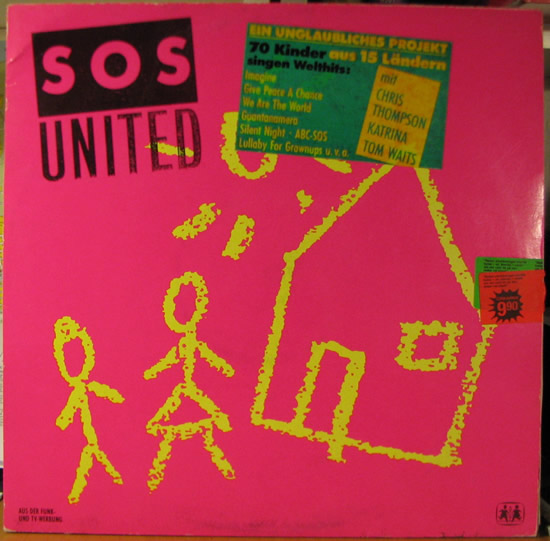 SOS
UNITED
EIN UNGLAUBLICHES PROJEKT
70 Kinder aus 15 Ländern
singen Welthits:
Imagine
Give Peace A Chance
We Are The World
Guantanamera
Silent Night · ABC-SOS
Lullaby For Grownups u.v.a.
mit
CHRIS
THOMPSON
KATRINA
TOM WAITS
9.90
AUS DER FUNK-
UND TV-WERBUNG